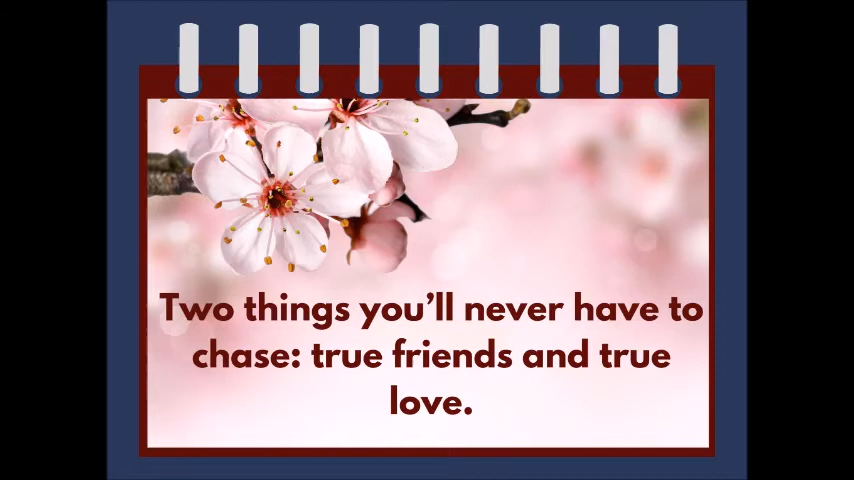 Two things you’ll never have to
chase: true friends and true
love.